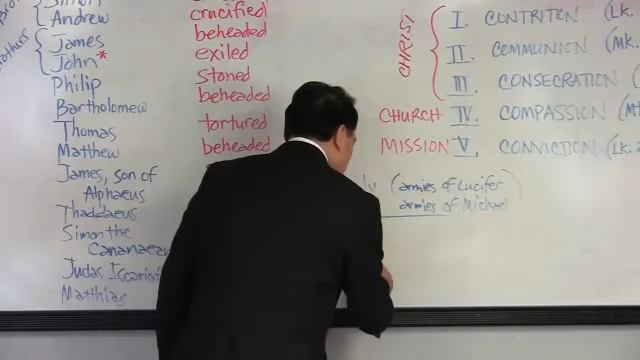 Andrew
James
John*
Philip
Bartholomew
Thomas
Matthew
James, son of
Alphaeus
Thaddaeus
Simon the
Cananaean
Judas Iscariot
Matthias
crucified
beheaded
exiled
stoned
beheaded
tortured
beheaded
CHRIST
I. CONTRITION (Lk.
II. COMMUNION (Mk.
III. CONSECRATION (
CHURCH IV. COMPASSION
MISSION V. CONVICTION (Lk.
(armies of Lucifer
armies of Michael)